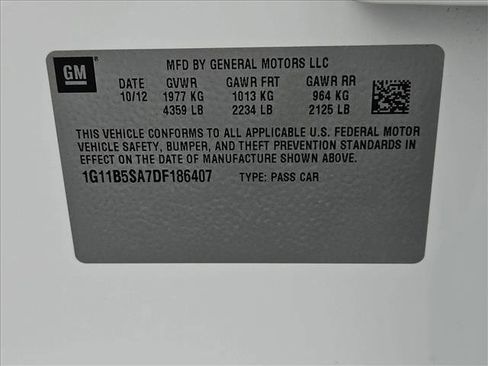 GM
MFD BY GENERAL MOTORS LLC
DATE GVWR GAWR FRT GAWR RR
10/12 1977 KG 1013 KG 964 KG
4359 LB 2234 LB 2125 LB
THIS VEHICLE CONFORMS TO ALL APPLICABLE U.S. FEDERAL MOTOR
VEHICLE SAFETY, BUMPER, AND THEFT PREVENTION STANDARDS IN
EFFECT ON THE DATE OF MANUFACTURE SHOWN ABOVE.
1G11B5SA7DF186407 TYPE: PASS CAR